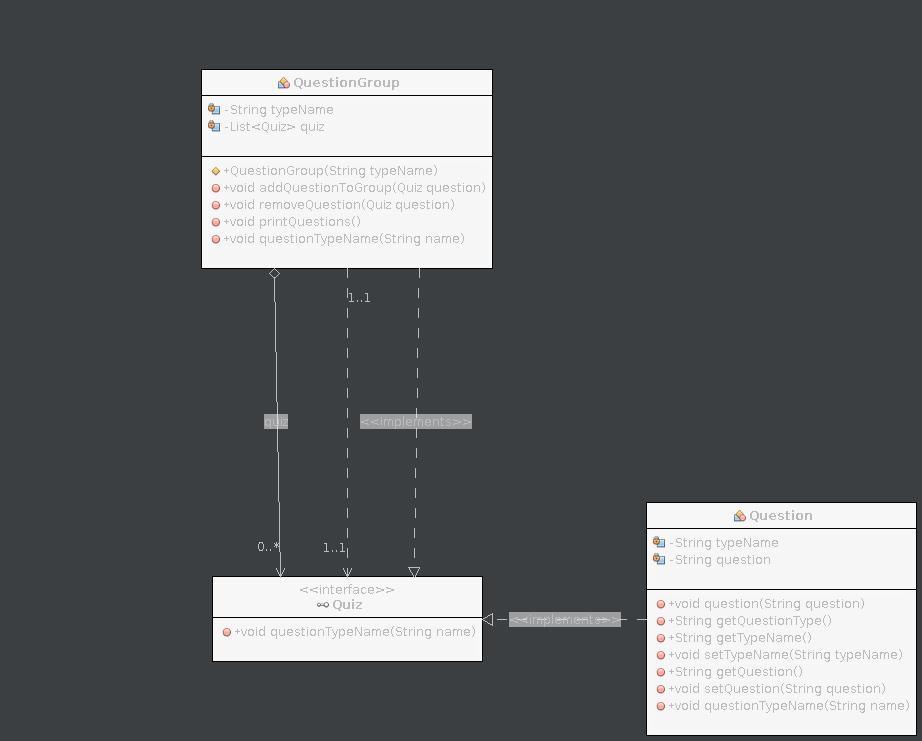 QuestionGroup
-String typeName
-List<Quiz> quiz
+QuestionGroup(String typeName)
+void addQuestionToGroup(Quiz question)
+void removeQuestion(Quiz question)
+void printQuestions()
+void questionTypeName(String name)
1..1
quiz
<<implements>>
0..*
1..1
<<interface>>
Quiz
+void questionTypeName(String name)
<<implements>>
Question
-String typeName
-String question
+void question(String question)
+String getQuestionType()
+String getTypeName()
+void setTypeName(String typeName)
+String getQuestion()
+void setQuestion(String question)
+void questionTypeName(String name)